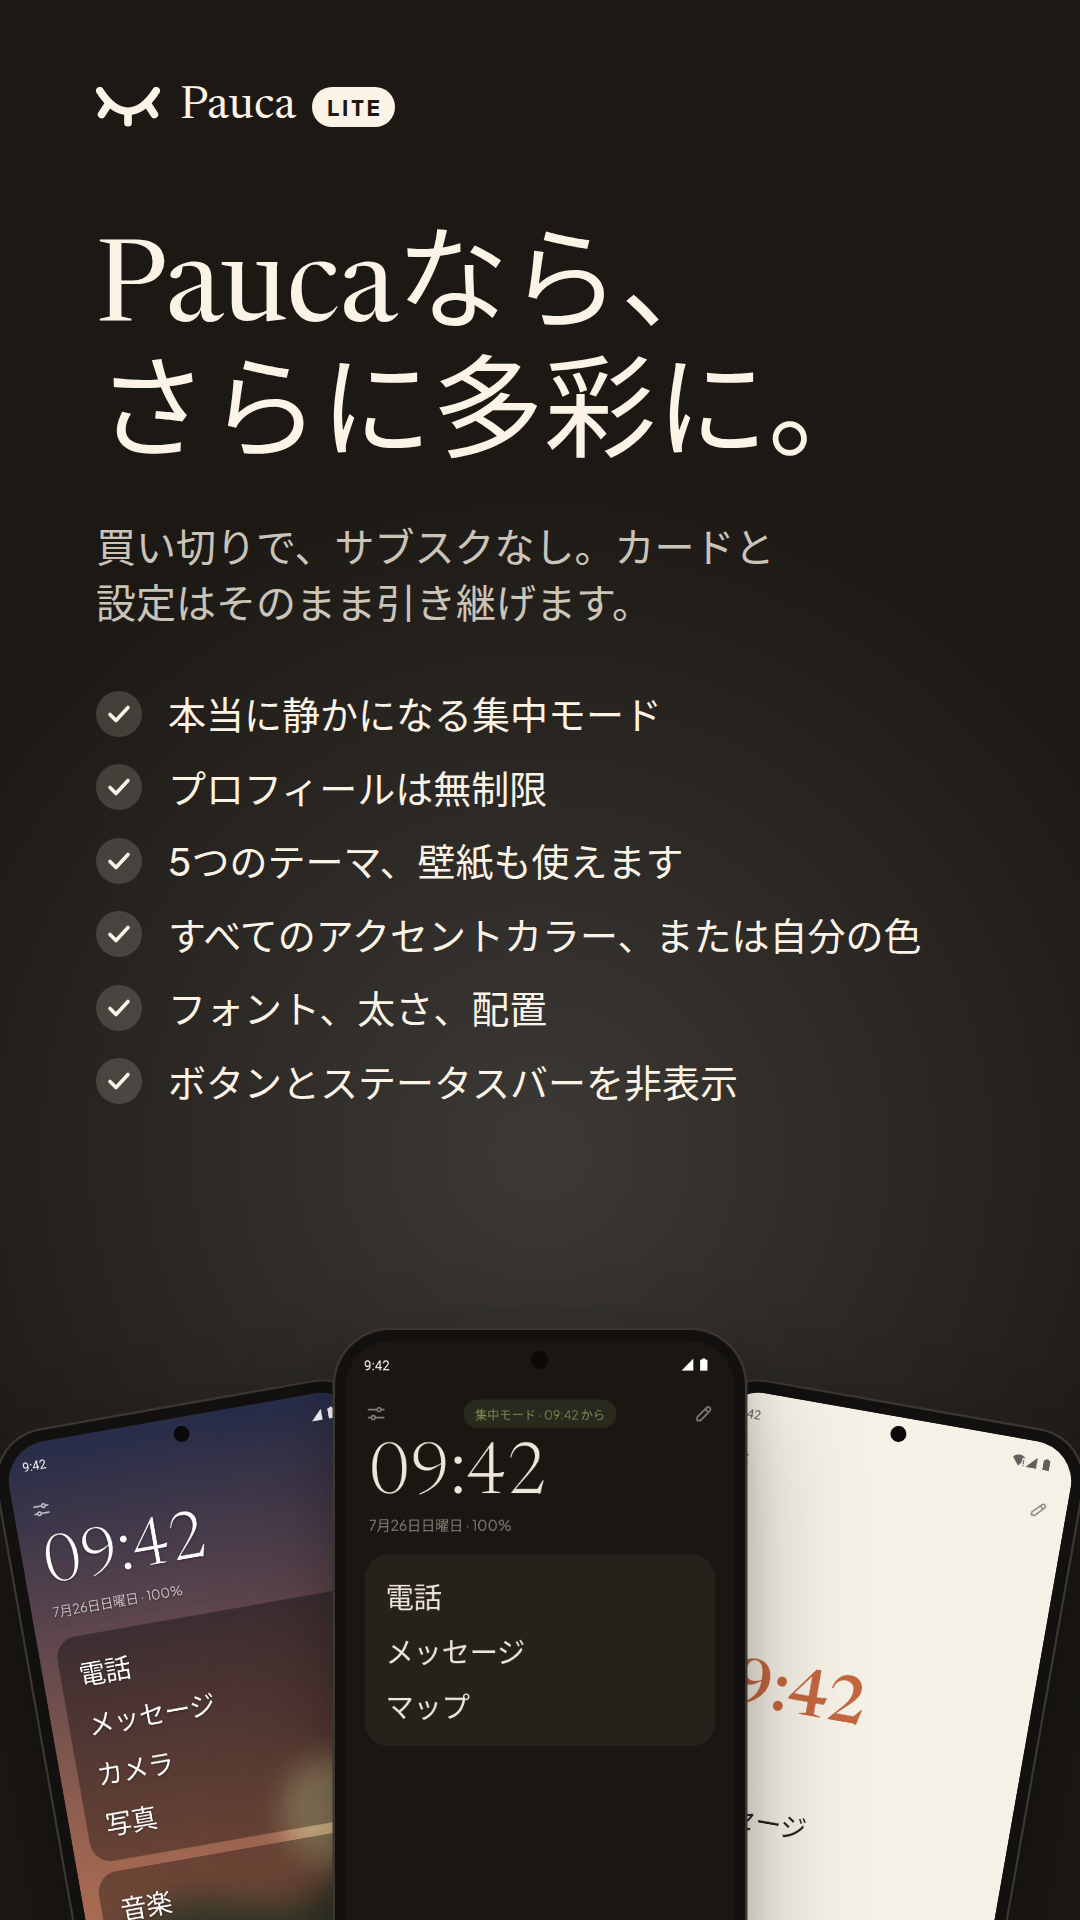 Pauca LITE
Paucaなら、
さらに多彩に。
買い切りで、サブスクなし。カードと
設定はそのまま引き継げます。
本当に静かになる集中モード
プロフィールは無制限
5つのテーマ、壁紙も使えます
すべてのアクセントカラー、または自分の色
フォント、太さ、配置
ボタンとステータスバーを非表示
9:42
09:42
7月26日日曜日 · 100%
電話
メッセージ
カメラ
写真
音楽
9:42
集中モード · 09:42 から
09:42
7月26日日曜日 · 100%
電話
メッセージ
マップ
:42
9:42
ージ